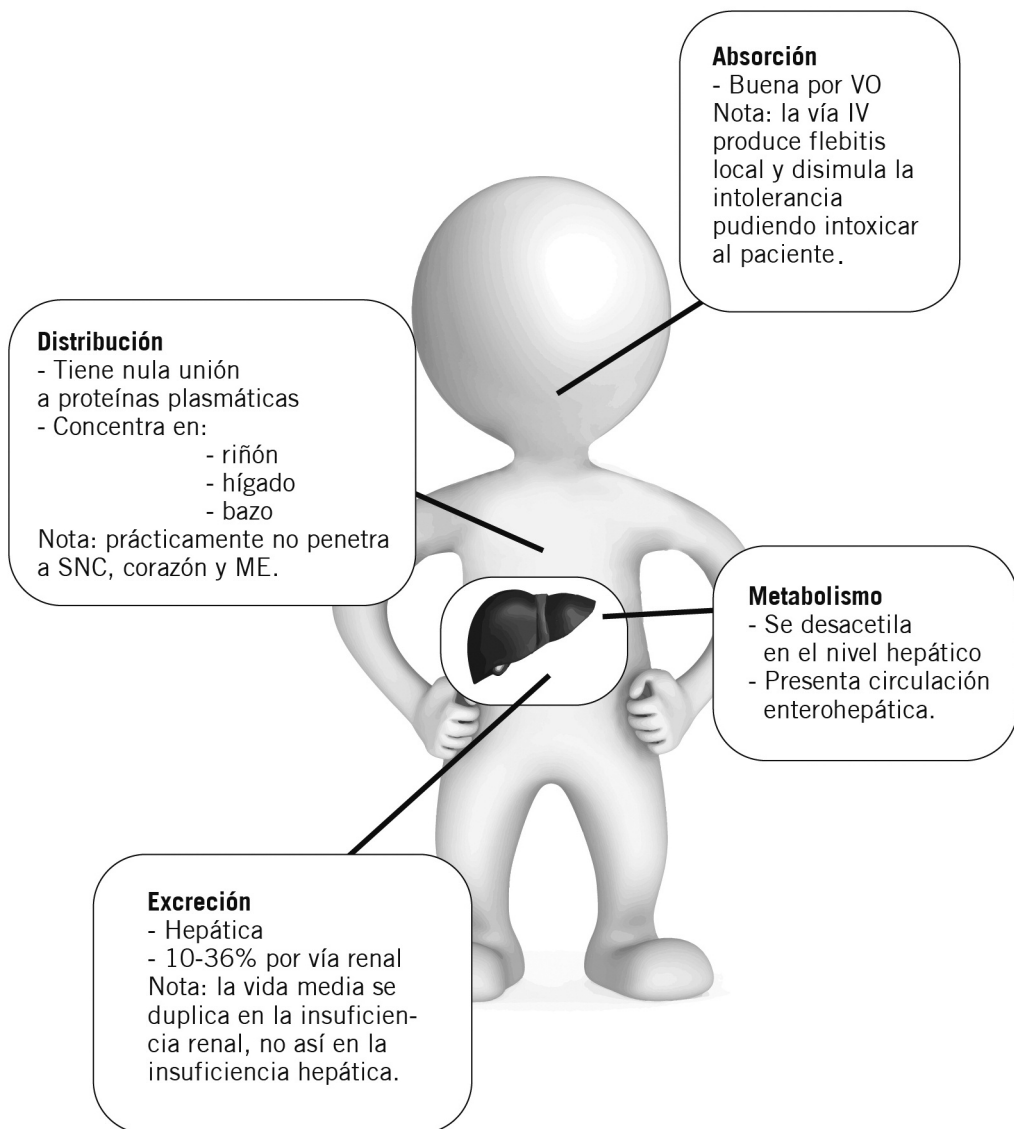 Absorción
- Buena por VO
Nota: la vía IV
produce flebitis
local y disimula la
intolerancia
pudiendo intoxicar
al paciente.
Distribución
- Tiene nula unión
a proteínas plasmáticas
- Concentra en:
- riñón
- hígado
- bazo
Nota: prácticamente no penetra
a SNC, corazón y ME.
Metabolismo
- Se desacetila
en el nivel hepático
- Presenta circulación
enterohepática.
Excreción
- Hepática
- 10-36% por vía renal
Nota: la vida media se
duplica en la insuficien-
cia renal, no así en la
insuficiencia hepática.